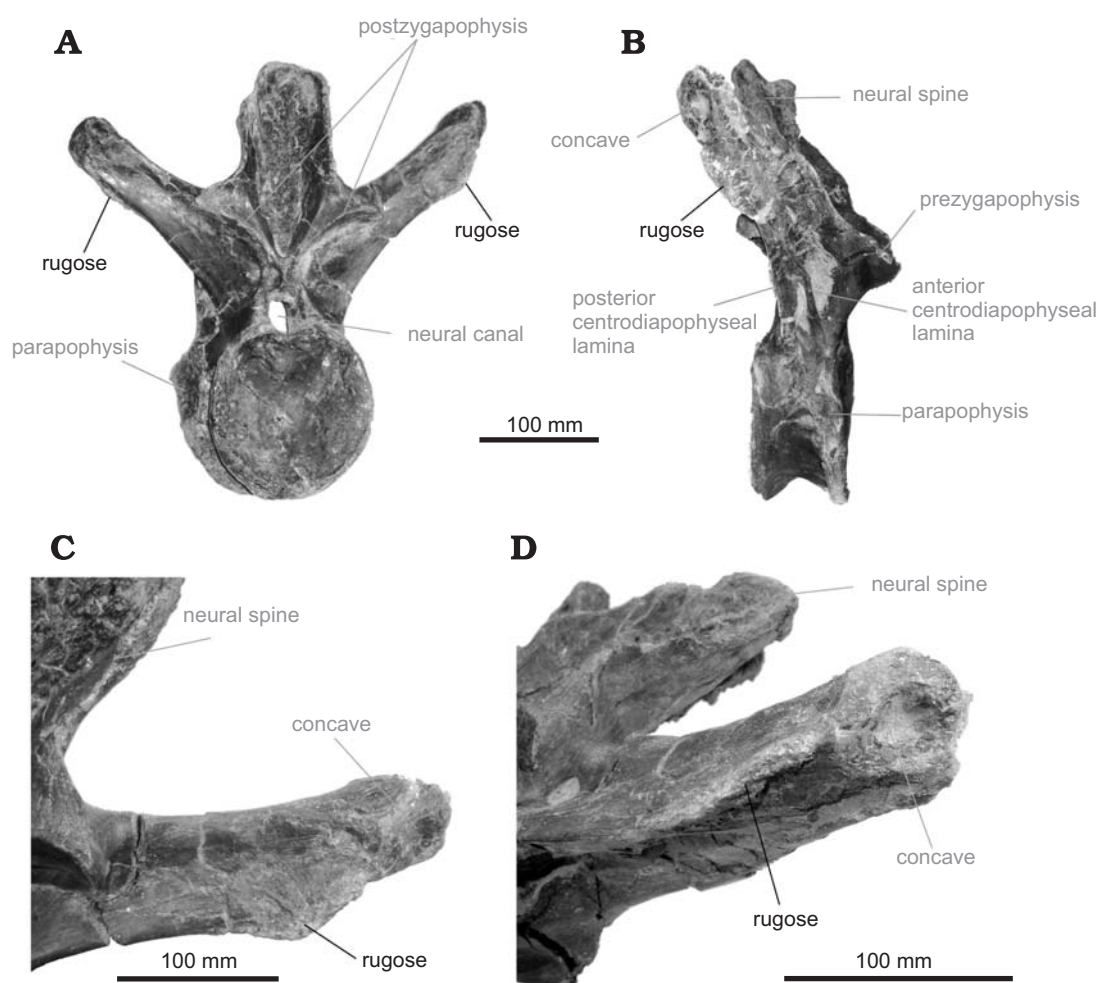 A
postzygapophysis
rugose
rugose
parapophysis
neural canal
100 mm
B
neural spine
concave
rugose
prezygapophysis
posterior
centrodiapophyseal
lamina
anterior
centrodiapophyseal
lamina
parapophysis
C
neural spine
concave
rugose
100 mm
D
neural spine
concave
rugose
100 mm